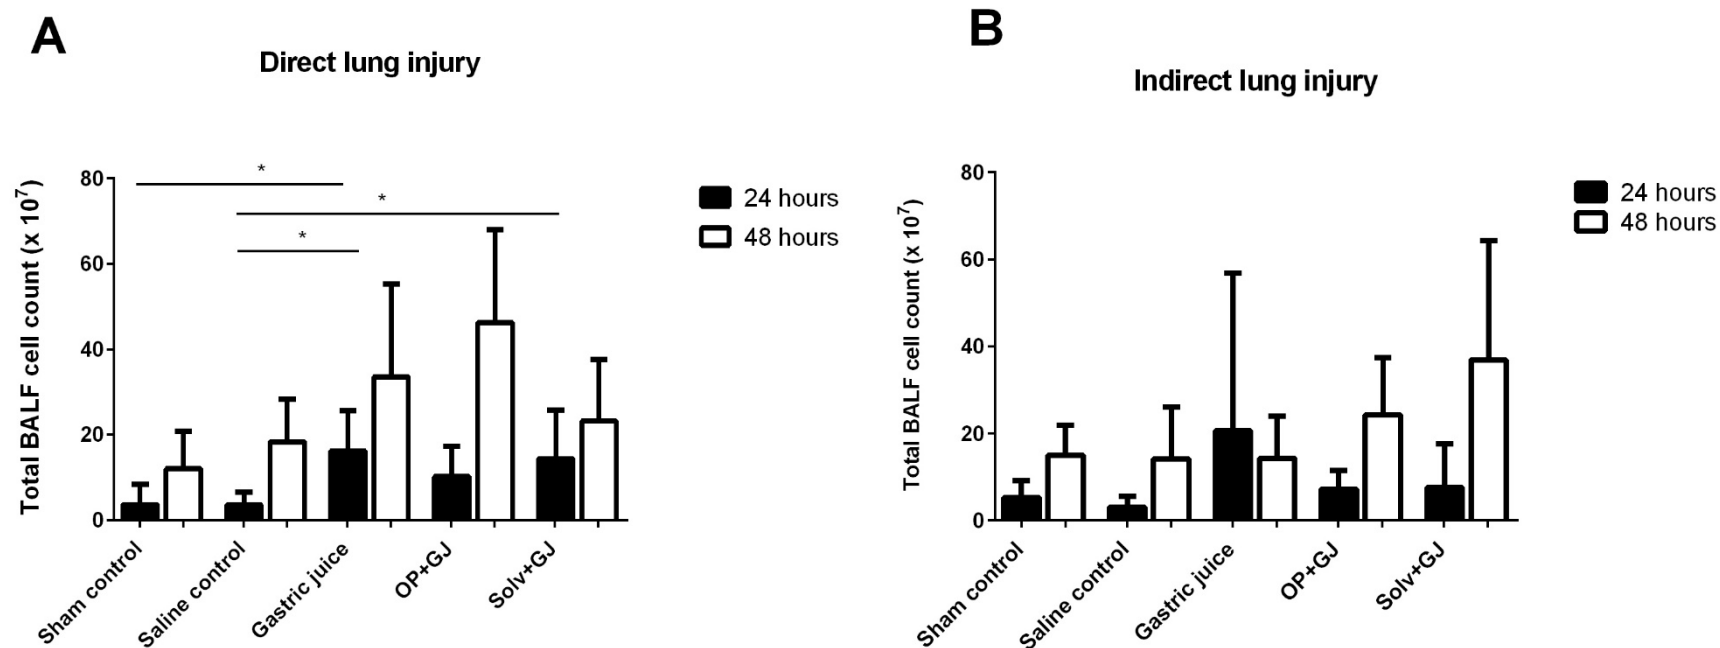 A
Direct lung injury
Total BALF cell count (x 10⁷)
80
60
40
20
0
*
*
*
24 hours
48 hours
Sham control
Saline control
Gastric juice
OP+GJ
Solv+GJ
B
Indirect lung injury
Total BALF cell count (x 10⁷)
80
60
40
20
0
24 hours
48 hours
Sham control
Saline control
Gastric juice
OP+GJ
Solv+GJ